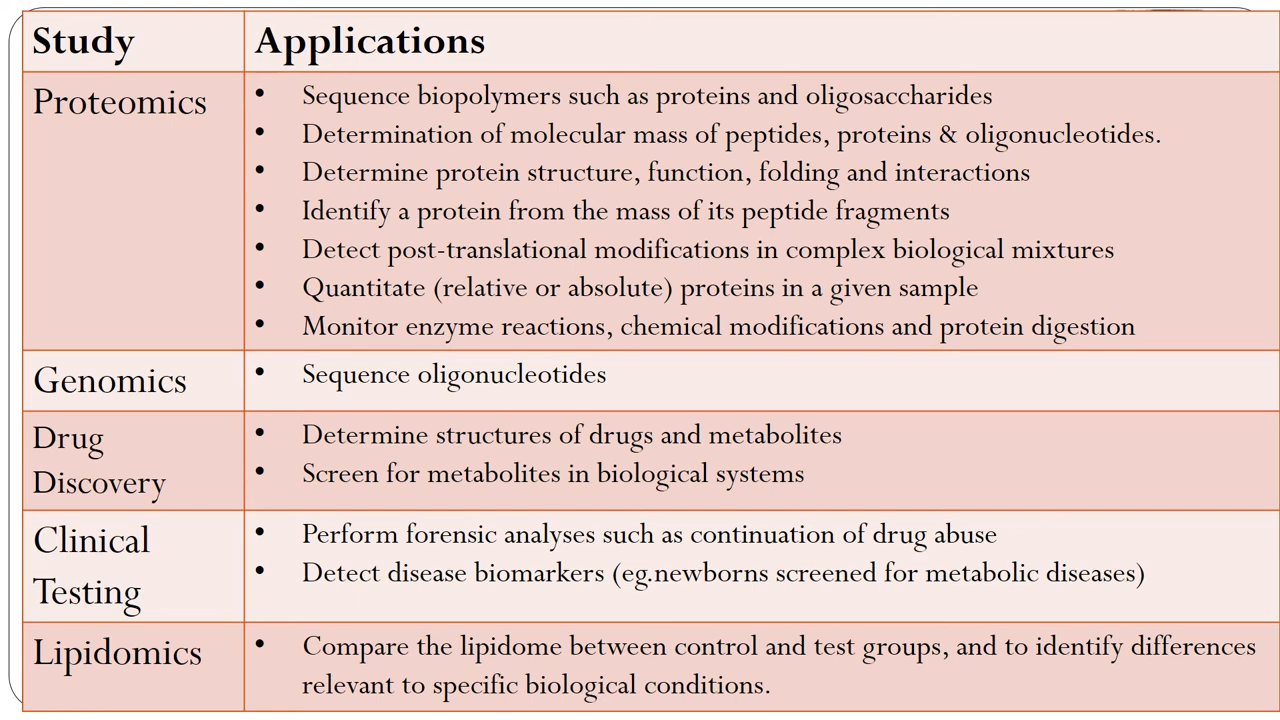 Study
Applications
Proteomics
• Sequence biopolymers such as proteins and oligosaccharides
• Determination of molecular mass of peptides, proteins & oligonucleotides.
• Determine protein structure, function, folding and interactions
• Identify a protein from the mass of its peptide fragments
• Detect post-translational modifications in complex biological mixtures
• Quantitate (relative or absolute) proteins in a given sample
• Monitor enzyme reactions, chemical modifications and protein digestion
Genomics
• Sequence oligonucleotides
Drug
Discovery
• Determine structures of drugs and metabolites
• Screen for metabolites in biological systems
Clinical
Testing
• Perform forensic analyses such as continuation of drug abuse
• Detect disease biomarkers (eg.newborns screened for metabolic diseases)
Lipidomics
• Compare the lipidome between control and test groups, and to identify differences
relevant to specific biological conditions.